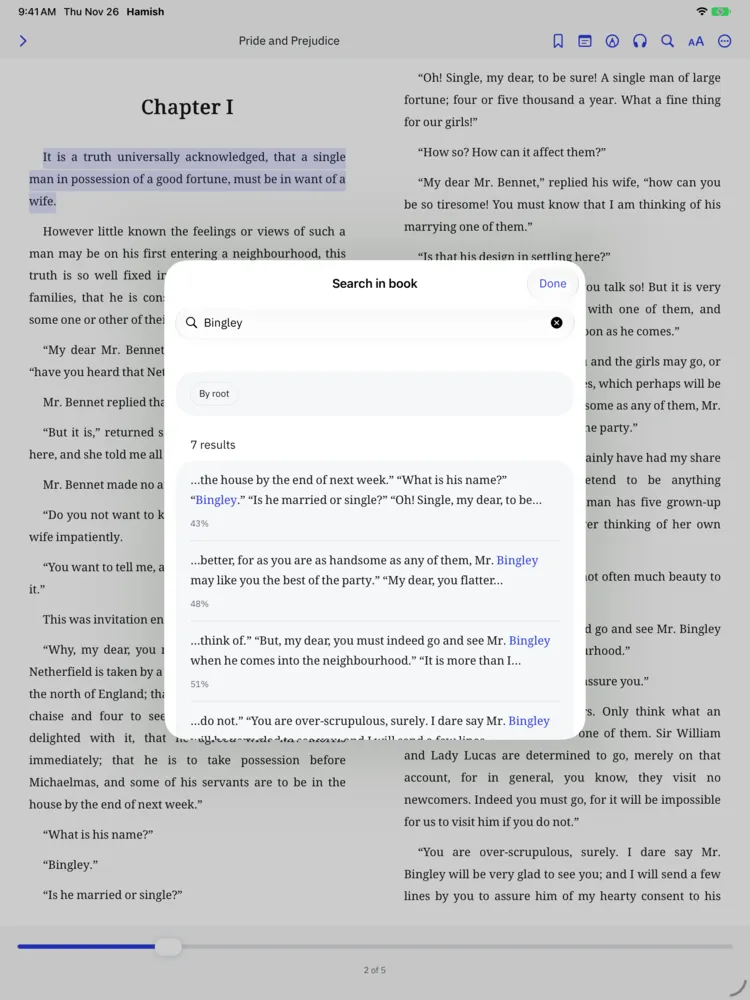 9:41 AM Thu Nov 26 Hamish
Pride and Prejudice
AA
Chapter I
It is a truth universally acknowledged, that a single
man in possession of a good fortune, must be in want of a
wife.
However little known the feelings or views of such a
man may be on his first entering a neighbourhood, this
truth is so well fixed in
families, that he is
some one or other of
“My dear Mr. Bennet
“have you heard that
Mr. Bennet replied
“But it is,” returned
here, and she told me all
Mr. Bennet made no
“Do you not want to
wife impatiently.
“You want to tell me,
it.”
This was invitation
“Why, my dear, you
Netherfield is taken by a
the north of England;
chaise and four to see
delighted with it, that
immediately; that he is to take possession before
Michaelmas, and some of his servants are to be in the
house by the end of next week.”
“What is his name?”
“Bingley.”
“Is he married or single?”
“Oh! Single, my dear, to be sure! A single man of large
fortune; four or five thousand a year. What a fine thing
for our girls!”
“How so? How can it affect them?”
“My dear Mr. Bennet,” replied his wife, “how can you
be so tiresome! You must know that I am thinking of his
marrying one of them.”
“Is that his design in settling here?”
you talk so! But it is very
with one of them, and
soon as he comes.”
and the girls may go, or
which perhaps will be
some as any of them, Mr.
the party.”
have had my share
to be anything
man has five grown-up
thinking of her own
not often much beauty to
go and see Mr. Bingley
assure you.”
Only think what an
one of them. Sir William
and Lady Lucas are determined to go, merely on that
account, for in general, you know, they visit no
newcomers. Indeed you must go, for it will be impossible
for us to visit him if you do not.”
“You are over-scrupulous, surely. I dare say Mr.
Bingley will be very glad to see you; and I will send a few
lines by you to assure him of my hearty consent to his
Search in book
Done
Bingley
By root
7 results
…the house by the end of next week.” “What is his name?”
“Bingley.” “Is he married or single?” “Oh! Single, my dear, to be…
43%
…better, for as you are as handsome as any of them, Mr. Bingley
may like you the best of the party.” “My dear, you flatter…
48%
…think of.” “But, my dear, you must indeed go and see Mr. Bingley
when he comes into the neighbourhood.” “It is more than I…
51%
…do not.” “You are over-scrupulous, surely. I dare say Mr. Bingley
2 of 5